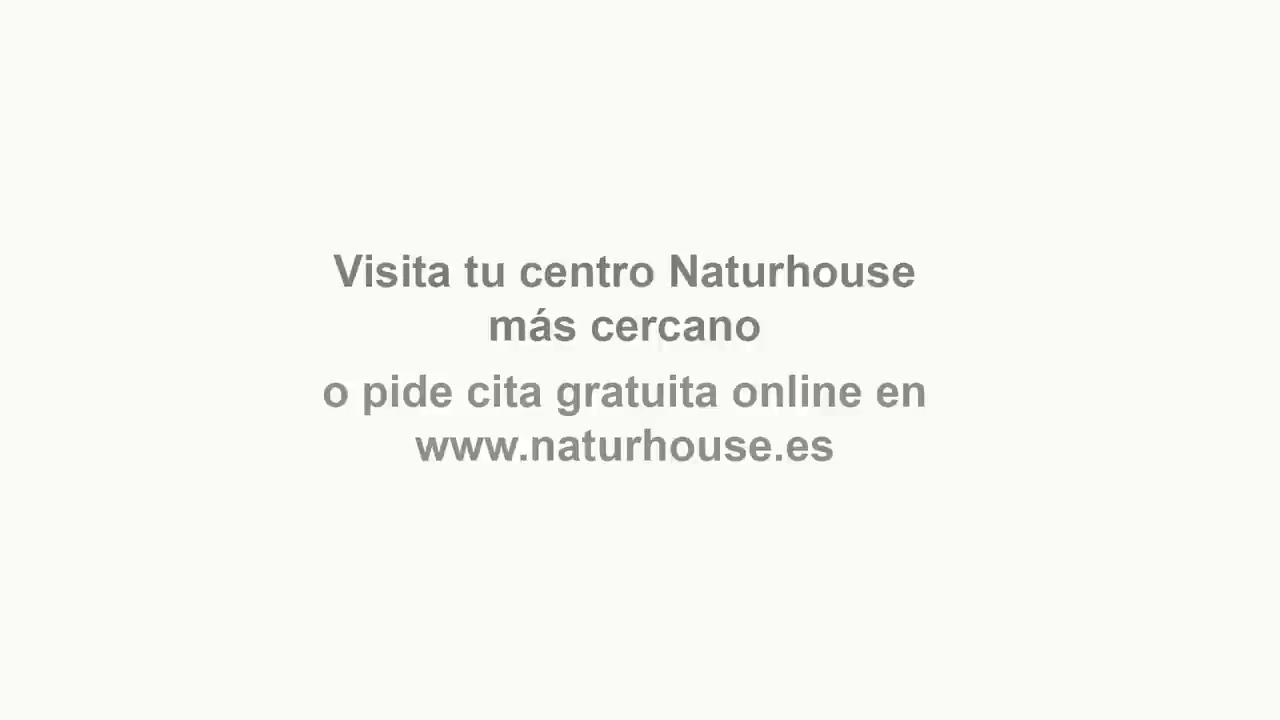 Visita tu centro Naturhouse
más cercano
o pide cita gratuita online en
www.naturhouse.es